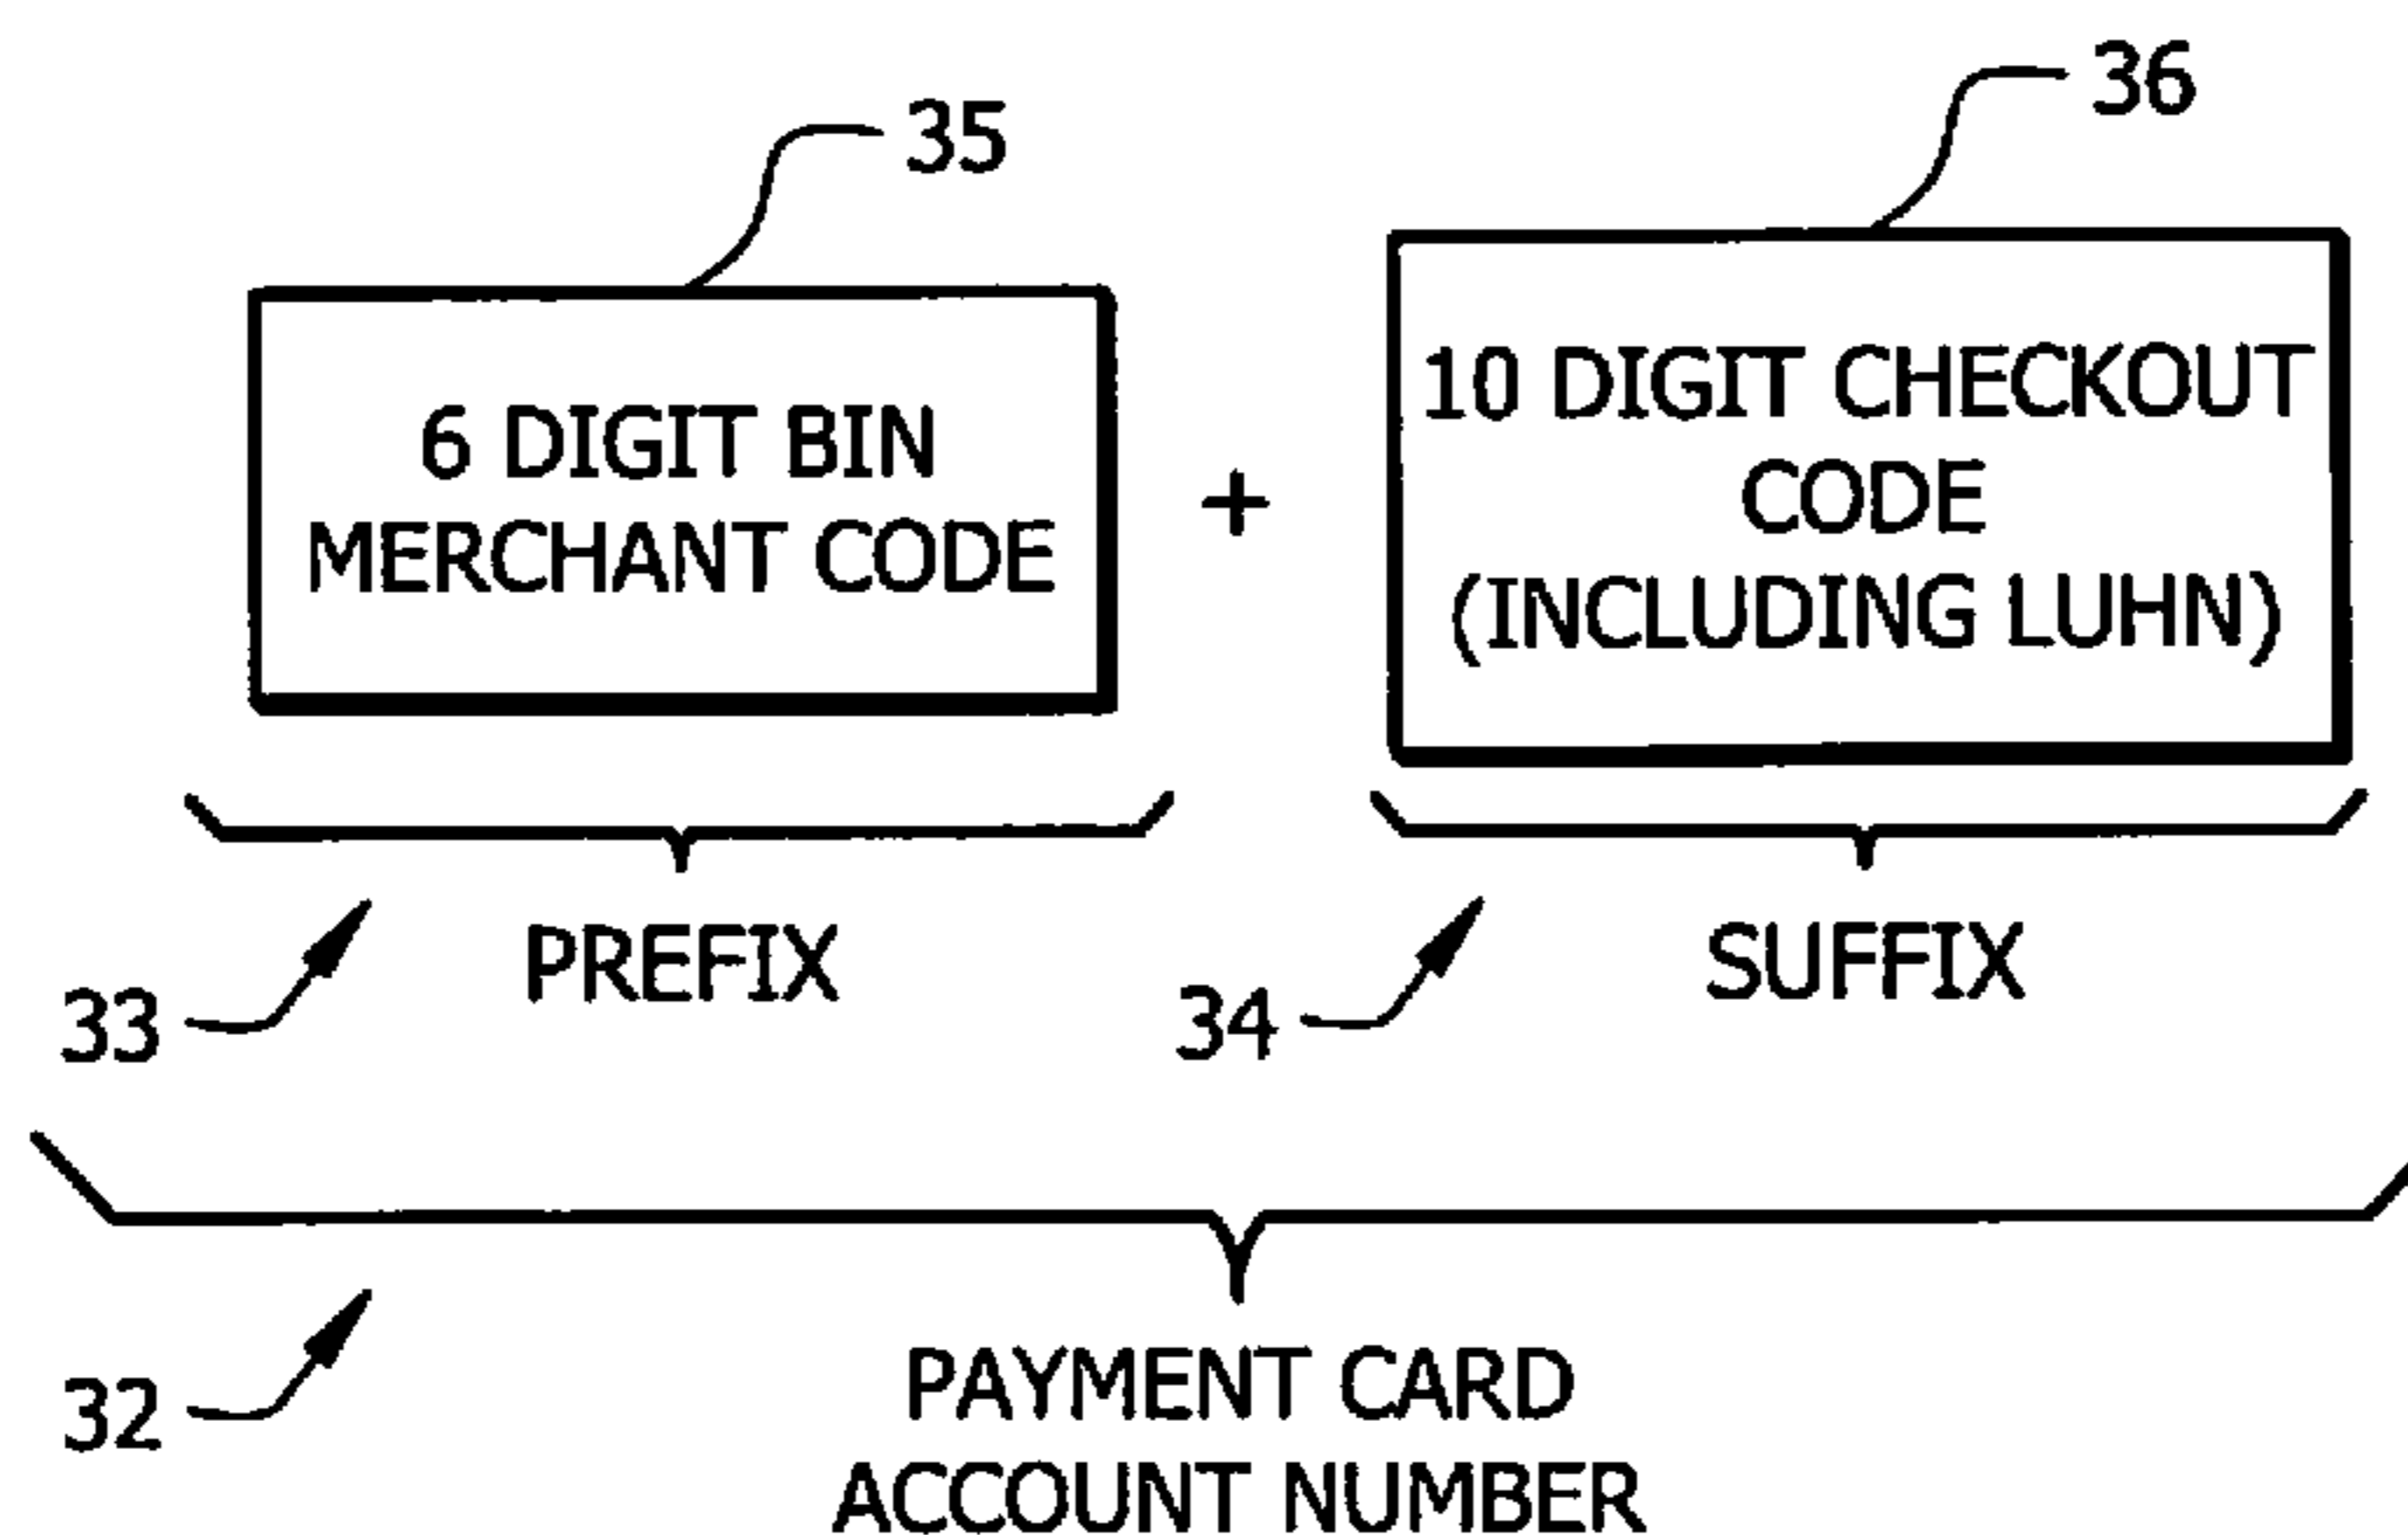 35
36
6 DIGIT BIN
MERCHANT CODE
+
10 DIGIT CHECKOUT
CODE
(INCLUDING LUHN)
PREFIX
SUFFIX
33
34
32
PAYMENT CARD
ACCOUNT NUMBER